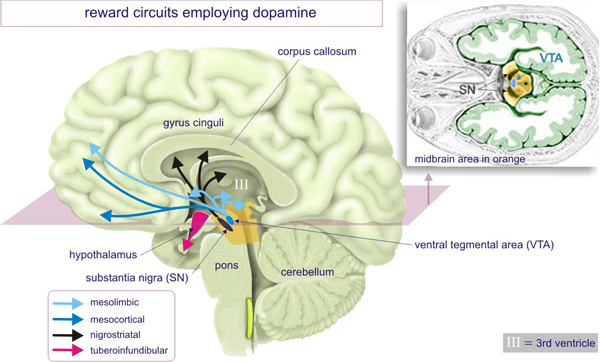 reward circuits employing dopamine
corpus callosum
gyrus cinguli
VTA
SN
midbrain area in orange
III
hypothalamus
ventral tegmental area (VTA)
substantia nigra (SN)
pons
cerebellum
mesolimbic
mesocortical
nigrostriatal
tuberoinfundibular
III = 3rd ventricle